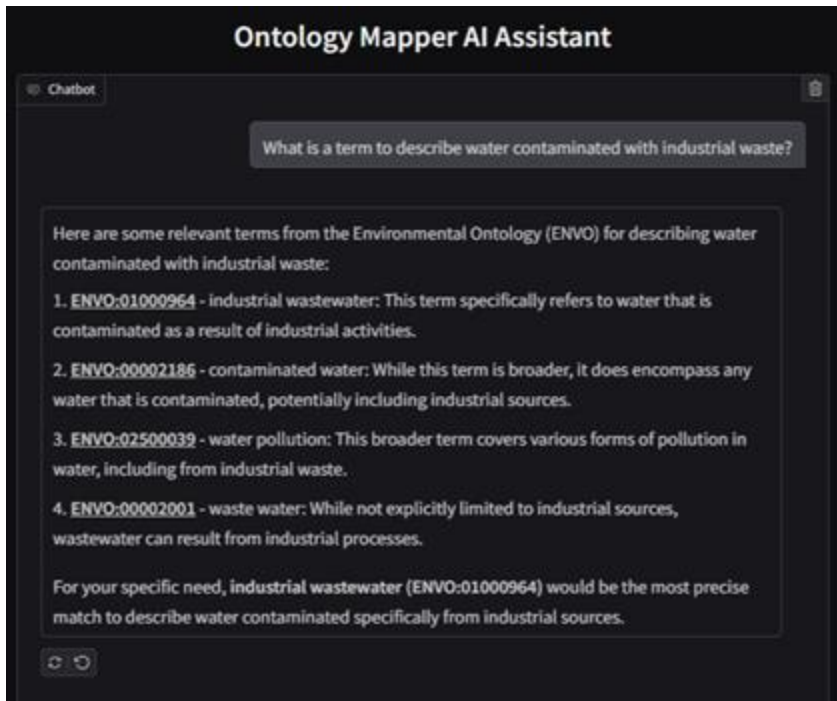 Ontology Mapper AI Assistant
Chatbot
What is a term to describe water contaminated with industrial waste?
Here are some relevant terms from the Environmental Ontology (ENVO) for describing water
contaminated with industrial waste:
1. ENVO:01000964 - industrial wastewater: This term specifically refers to water that is
contaminated as a result of industrial activities.
2. ENVO:00002186 - contaminated water: While this term is broader, it does encompass any
water that is contaminated, potentially including industrial sources.
3. ENVO:02500039 - water pollution: This broader term covers various forms of pollution in
water, including from industrial waste.
4. ENVO:00002001 - waste water: While not explicitly limited to industrial sources,
wastewater can result from industrial processes.
For your specific need, industrial wastewater (ENVO:01000964) would be the most precise
match to describe water contaminated specifically from industrial sources.